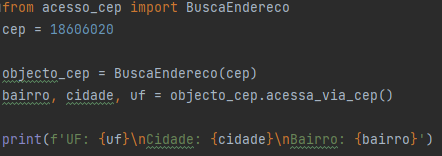 from acesso_cep import BuscaEndereco
cep = 18606020
objecto_cep = BuscaEndereco(cep)
bairro, cidade, uf = objecto_cep.acessa_via_cep()
print(f'UF: {uf}\nCidade: {cidade}\nBairro: {bairro}')